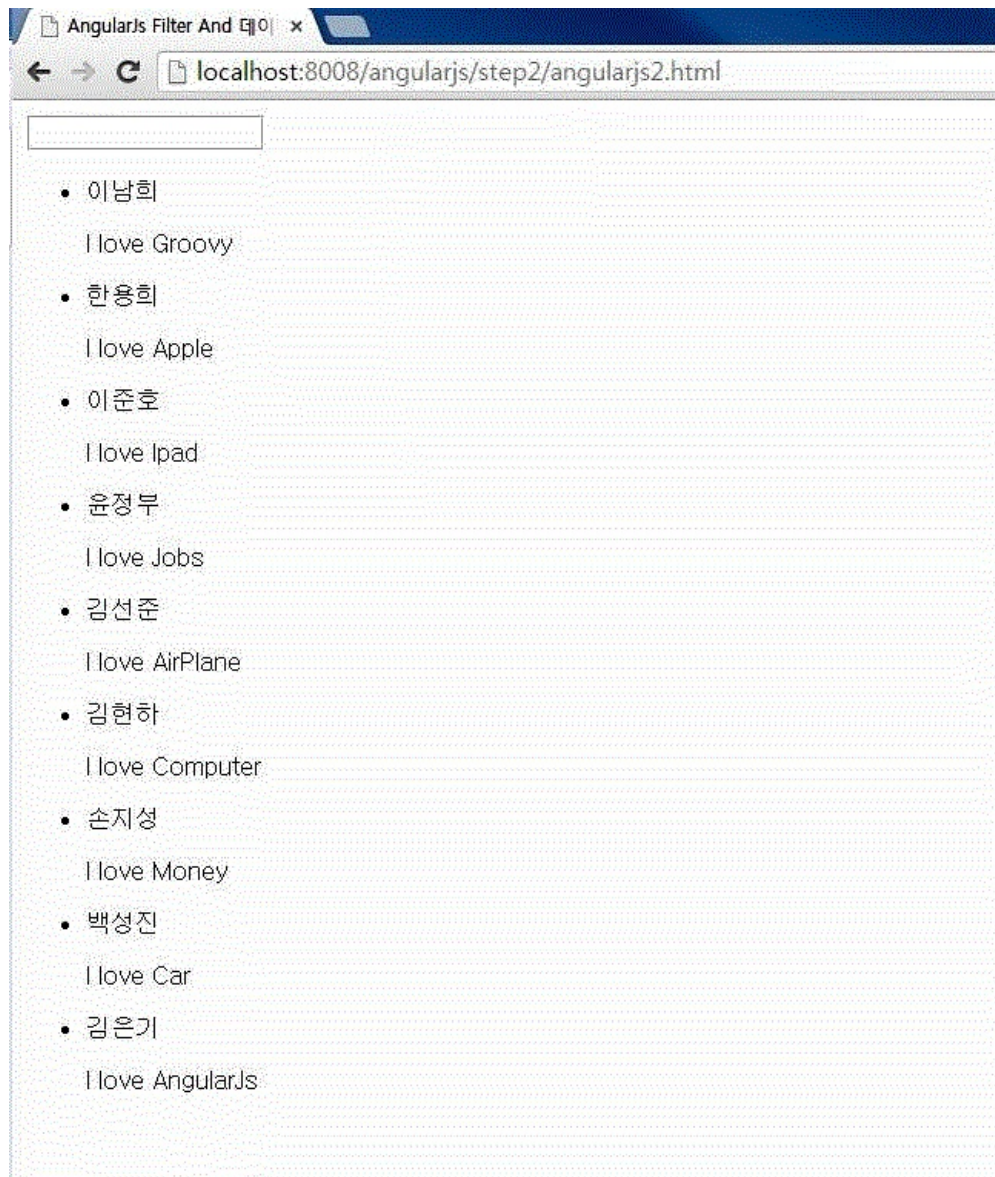 AngularJs Filter And 데이
localhost:8008/angularjs/step2/angularjs2.html
이남희
I love Groovy
한용희
I love Apple
이준호
I love Ipad
윤정부
I love Jobs
김선준
I love AirPlane
김현하
I love Computer
손지성
I love Money
백성진
I love Car
김은기
I love AngularJs